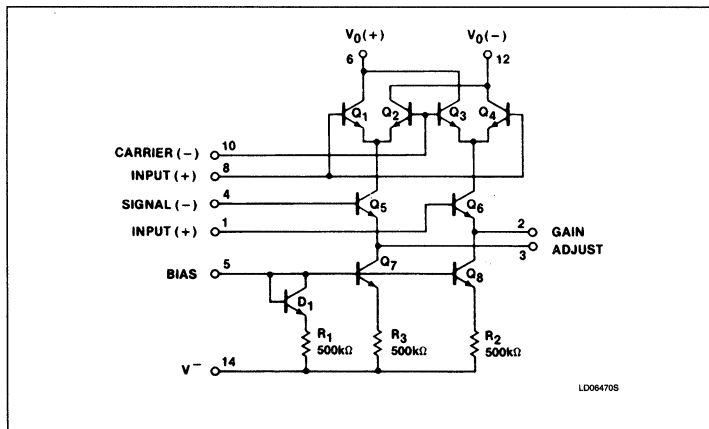 V0(+)
V0(-)
6
12
Q1
Q2
Q3
Q4
CARRIER (-) 10
INPUT (+) 8
SIGNAL (-) 4
Q5
Q6
INPUT (+) 1
2 GAIN
3 ADJUST
BIAS 5
Q7
Q8
D1
R1
500kΩ
R3
500kΩ
R2
500kΩ
V- 14
LD06470S